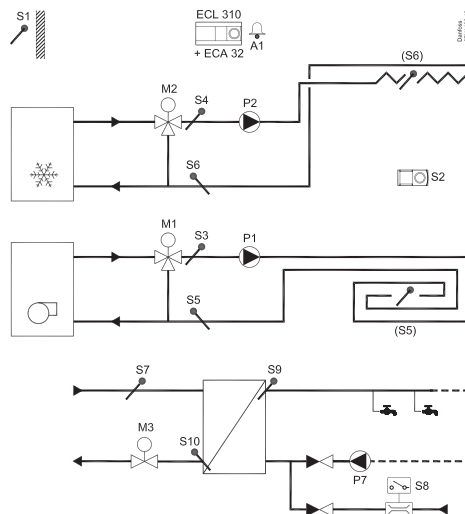 S1
ECL 310
A1
+ ECA 32
Danfoss
(S6)
M2
S4
P2
S6
S2
M1
S3
P1
S5
(S5)
S7
S9
M3
S10
P7
S8